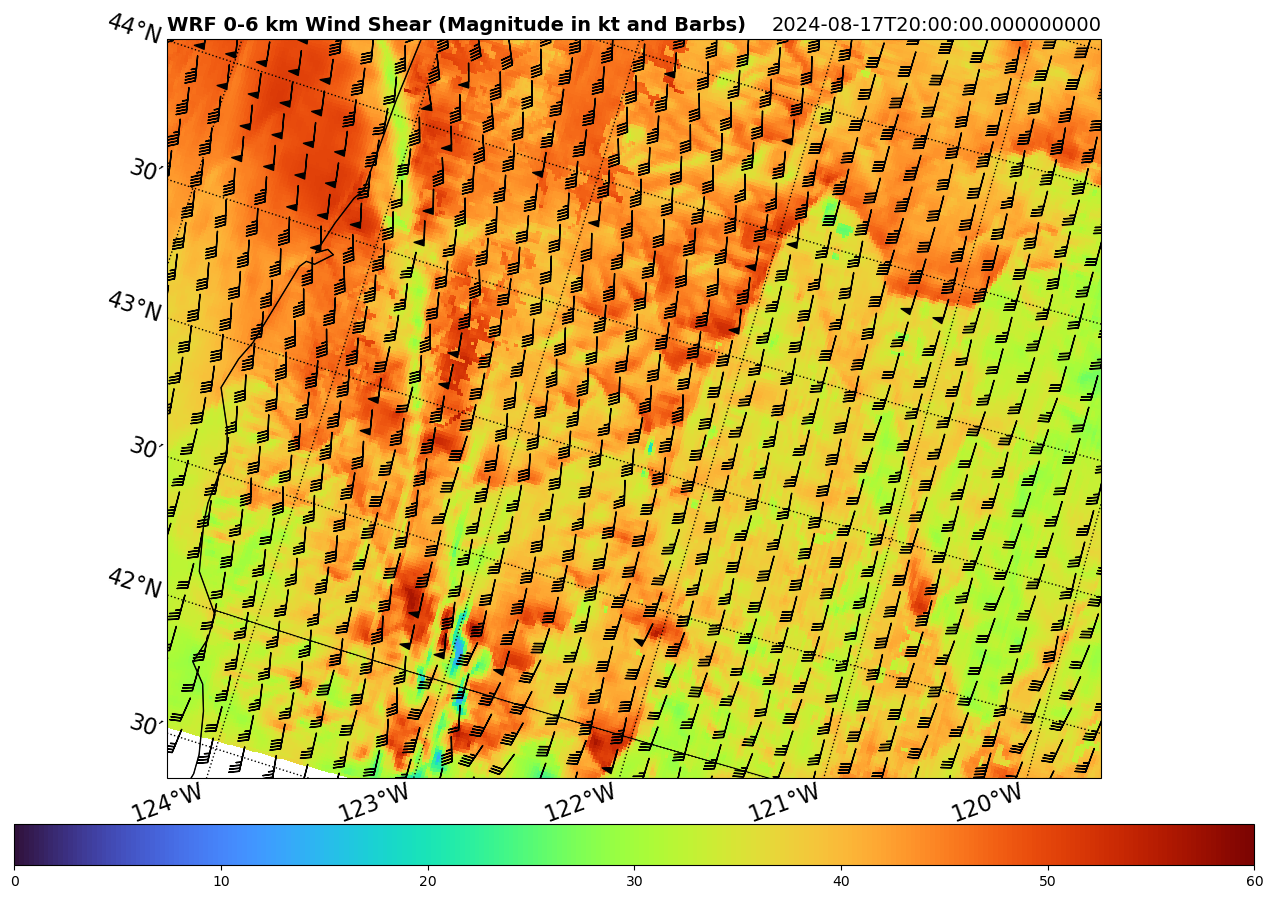 WRF 0-6 km Wind Shear (Magnitude in kt and Barbs) 2024-08-17T20:00:00.000000000
44°N
30′
43°N
30′
42°N
30′
124°W 123°W 122°W 121°W 120°W
0 10 20 30 40 50 60